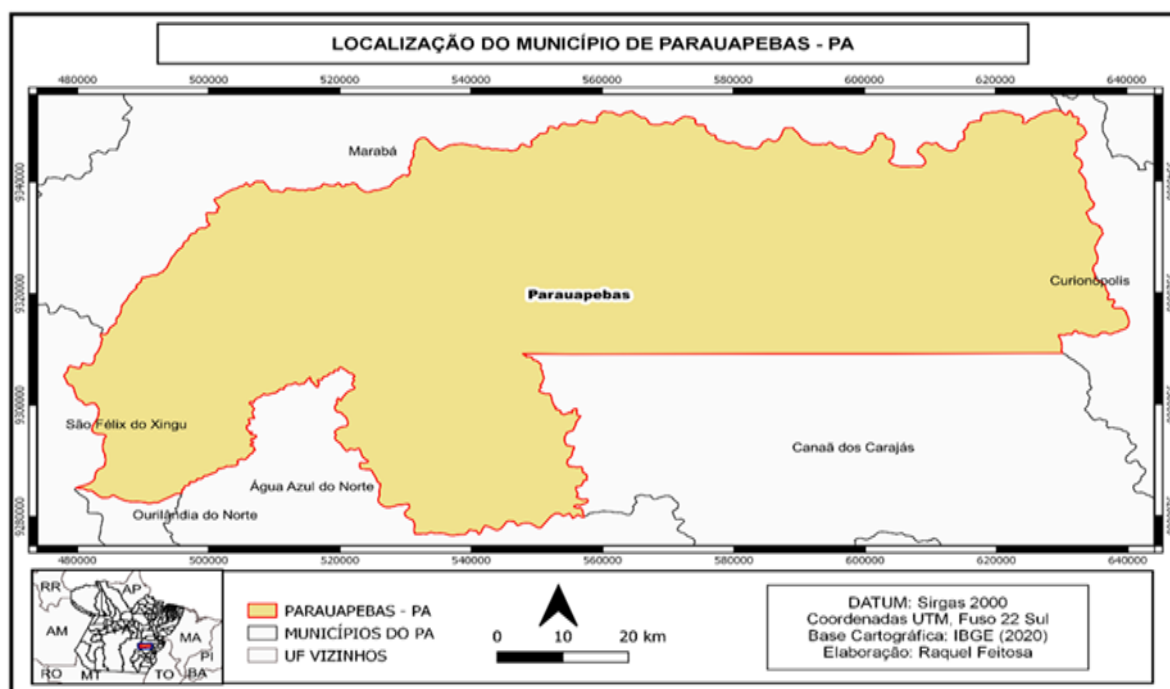 LOCALIZAÇÃO DO MUNICÍPIO DE PARAUAPEBAS - PA
480000 500000 520000 540000 560000 580000 600000 620000 640000
Marabá
9340000
Curionópolis
9320000
Parauapebas
9300000
São Félix do Xingu
Canaã dos Carajás
Água Azul do Norte
Ourilândia do Norte
9280000
480000 500000 520000 540000 560000 580000 600000 620000 640000
RR AP
AM MA
PI
RO MT TO BA
PARAUAPEBAS - PA
MUNICÍPIOS DO PA
UF VIZINHOS
0 10 20 km
DATUM: Sirgas 2000
Coordenadas UTM, Fuso 22 Sul
Base Cartográfica: IBGE (2020)
Elaboração: Raquel Feitosa